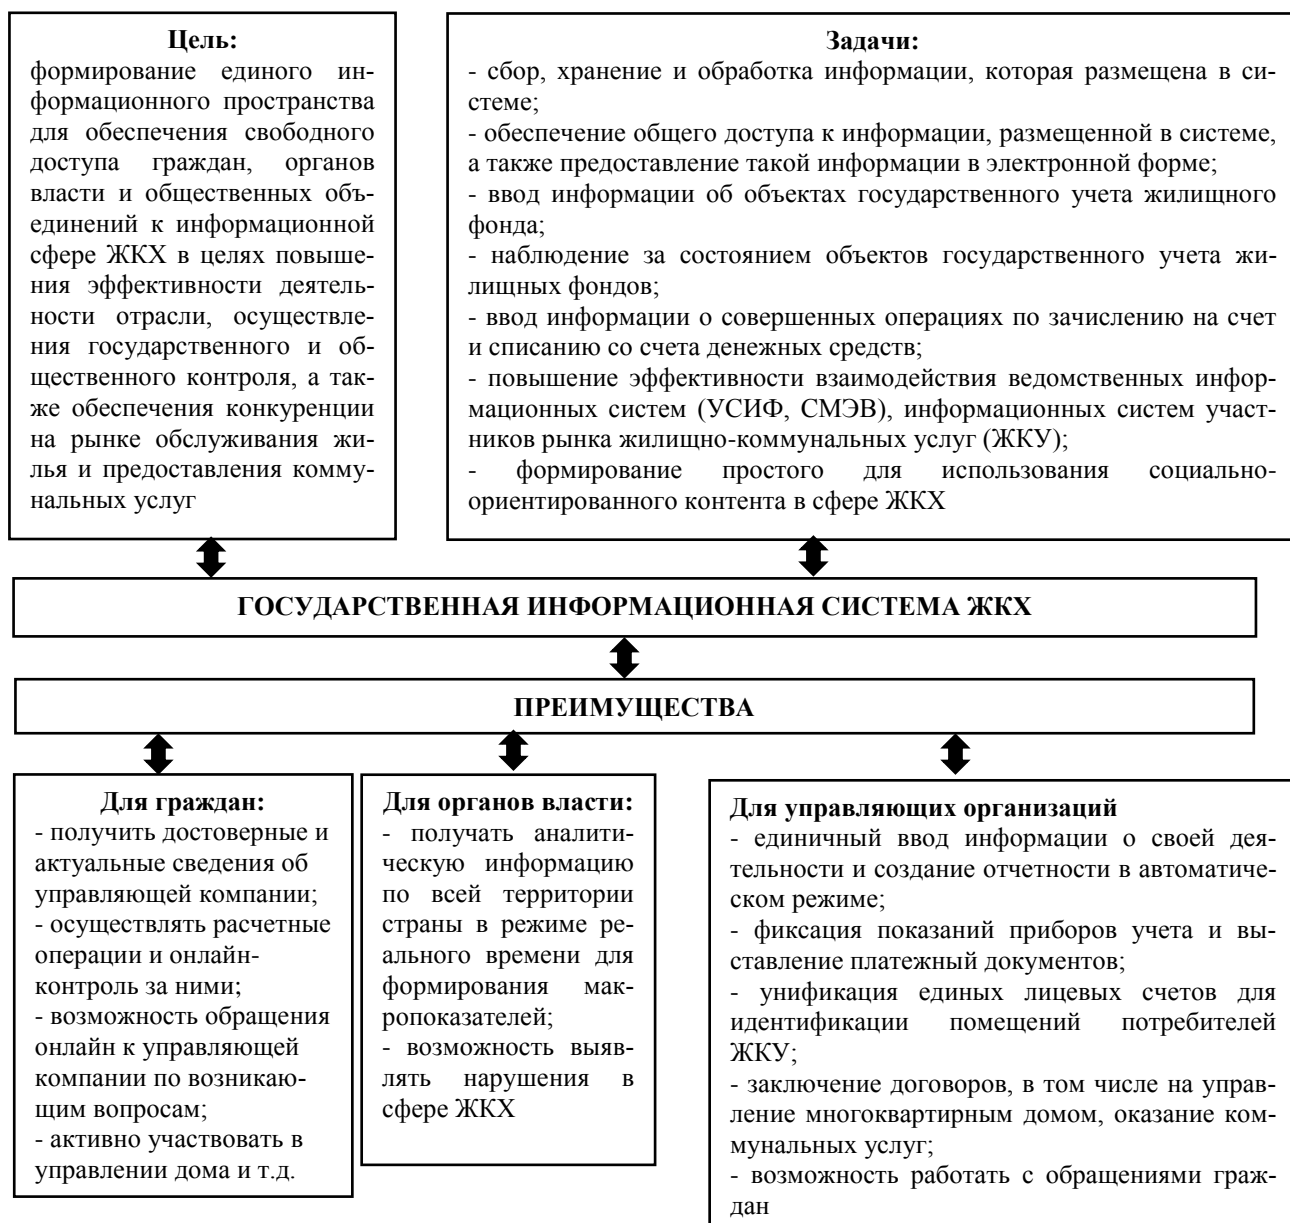 Цель:
формирование единого ин-
формационного пространства
для обеспечения свободного
доступа граждан, органов
власти и общественных объ-
единений к информационной
сфере ЖКХ в целях повыше-
ния эффективности деятель-
ности отрасли, осуществле-
ния государственного и об-
щественного контроля, а так-
же обеспечения конкуренции
на рынке обслуживания жи-
лья и предоставления комму-
нальных услуг
Задачи:
- сбор, хранение и обработка информации, которая размещена в си-
стеме;
- обеспечение общего доступа к информации, размещенной в системе,
а также предоставление такой информации в электронной форме;
- ввод информации об объектах государственного учета жилищного
фонда;
- наблюдение за состоянием объектов государственного учета жи-
лищных фондов;
- ввод информации о совершенных операциях по зачислению на счет
и списанию со счета денежных средств;
- повышение эффективности взаимодействия ведомственных инфор-
мационных систем (УСИФ, СМЭВ), информационных систем участ-
ников рынка жилищно-коммунальных услуг (ЖКУ);
- формирование простого для использования социально-
ориентированного контента в сфере ЖКХ
ГОСУДАРСТВЕННАЯ ИНФОРМАЦИОННАЯ СИСТЕМА ЖКХ
ПРЕИМУЩЕСТВА
Для граждан:
- получить достоверные и
актуальные сведения об
управляющей компании;
- осуществлять расчетные
операции и онлайн-
контроль за ними;
- возможность обращения
онлайн к управляющей
компании по возникаю-
щим вопросам;
- активно участвовать в
управлении дома и т.д.
Для органов власти:
- получать аналити-
ческую информацию
по всей территории
страны в режиме ре-
ального времени для
формирования мак-
ропоказателей;
- возможность выяв-
лять нарушения в
сфере ЖКХ
Для управляющих организаций
- единичный ввод информации о своей дея-
тельности и создание отчетности в автоматиче-
ском режиме;
- фиксация показаний приборов учета и вы-
ставление платежный документов;
- унификация единых лицевых счетов для
идентификации помещений потребителей
ЖКУ;
- заключение договоров, в том числе на управ-
ление многоквартирным домом, оказание ком-
мунальных услуг;
- возможность работать с обращениями граж-
дан